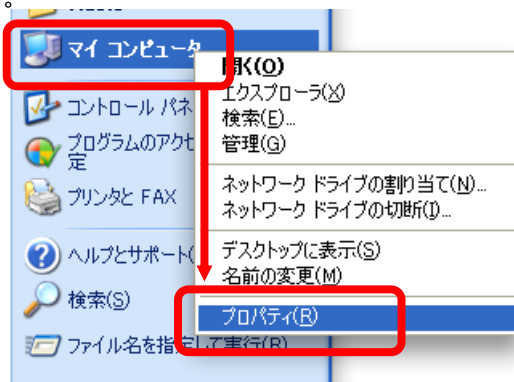 。
マイ コンピュータ
開く(O)
エクスプローラ(X)
検索(E)...
管理(G)
ネットワーク ドライブの割り当て(N)...
ネットワーク ドライブの切断(I)...
デスクトップに表示(S)
名前の変更(M)
プロパティ(R)
コントロール パネ
プログラムのアクセ
定
プリンタと FAX
ヘルプとサポート(
検索(S)
ファイル名を指定して実行(R)